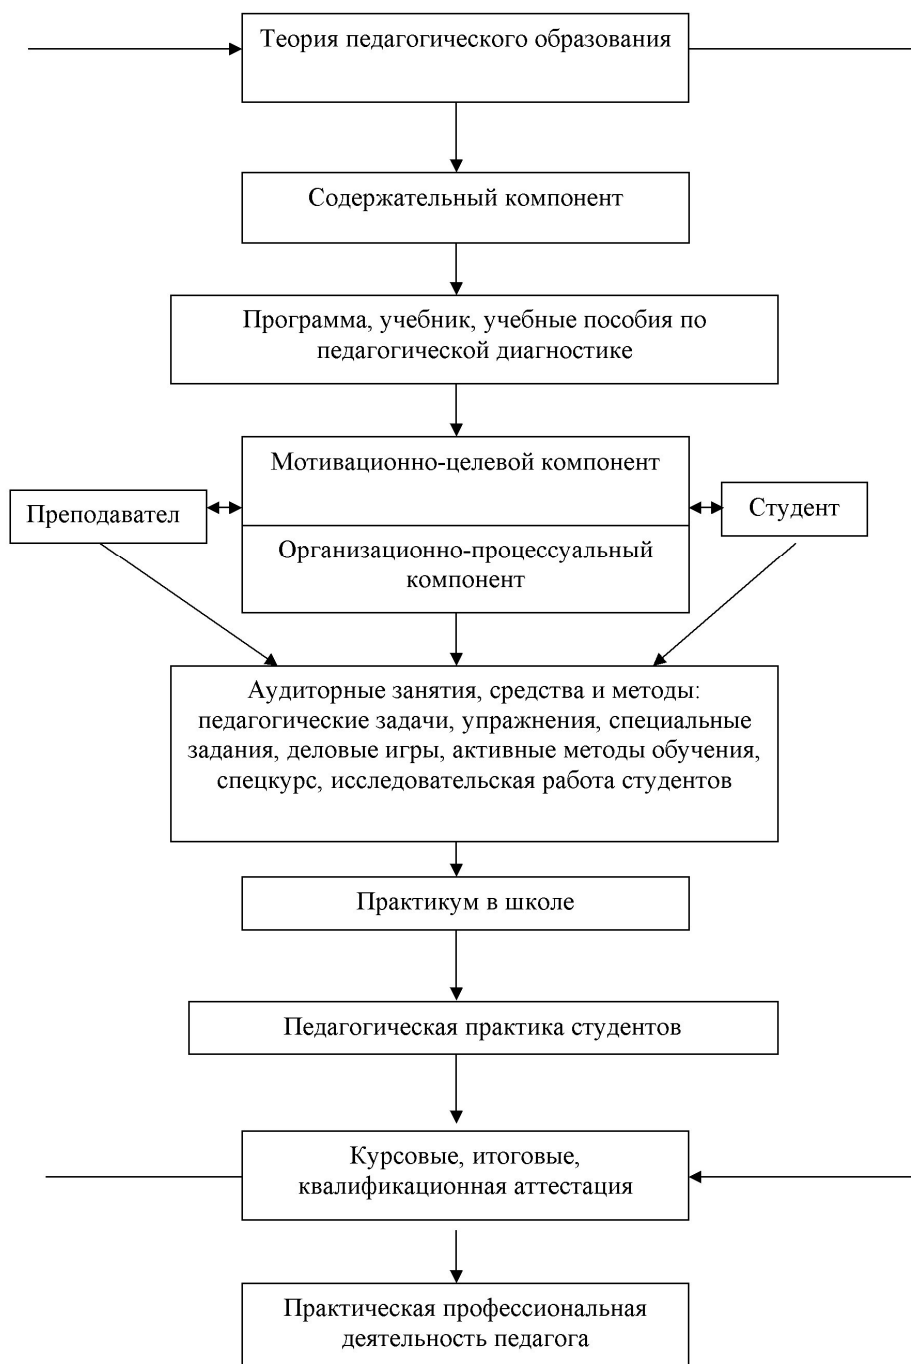 Теория педагогического образования
Содержательный компонент
Программа, учебник, учебные пособия по
педагогической диагностике
Мотивационно-целевой компонент
Преподавател
Студент
Организационно-процессуальный
компонент
Аудиторные занятия, средства и методы:
педагогические задачи, упражнения, специальные
задания, деловые игры, активные методы обучения,
спецкурс, исследовательская работа студентов
Практикум в школе
Педагогическая практика студентов
Курсовые, итоговые,
квалификационная аттестация
Практическая профессиональная
деятельность педагога